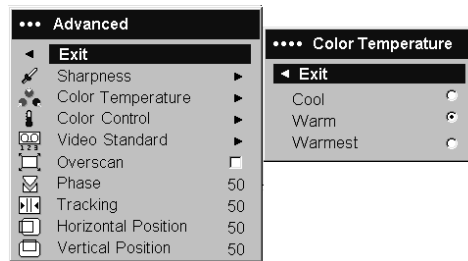 Advanced
Exit
Sharpness
Color Temperature
Color Control
Video Standard
Overscan
Phase 50
Tracking 50
Horizontal Position 50
Vertical Position 50
Color Temperature
Exit
Cool
Warm
Warmest